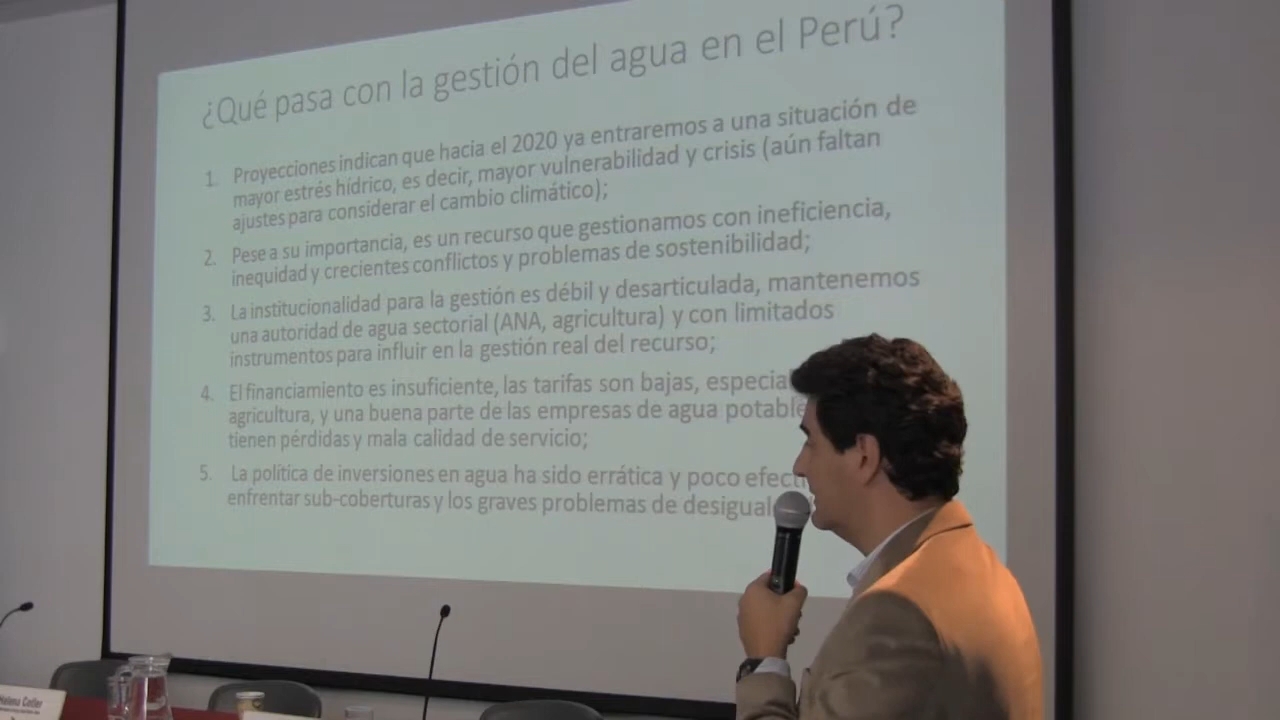 ¿Qué pasa con la gestión del agua en el Perú?
1. Proyecciones indican que hacia el 2020 ya entraremos a una situación de
mayor estrés hídrico, es decir, mayor vulnerabilidad y crisis (aún faltan
ajustes para considerar el cambio climático);
2. Pese a su importancia, es un recurso que gestionamos con ineficiencia,
inequidad y crecientes conflictos y problemas de sostenibilidad;
3. La institucionalidad para la gestión es débil y desarticulada, mantenemos
una autoridad de agua sectorial (ANA, agricultura) y con limitados
instrumentos para influir en la gestión real del recurso;
4. El financiamiento es insuficiente, las tarifas son bajas, especial
agricultura, y una buena parte de las empresas de agua potable
tienen pérdidas y mala calidad de servicio;
5. La política de inversiones en agua ha sido errática y poco efecti
enfrentar sub-coberturas y los graves problemas de desigual
Helena Cotler